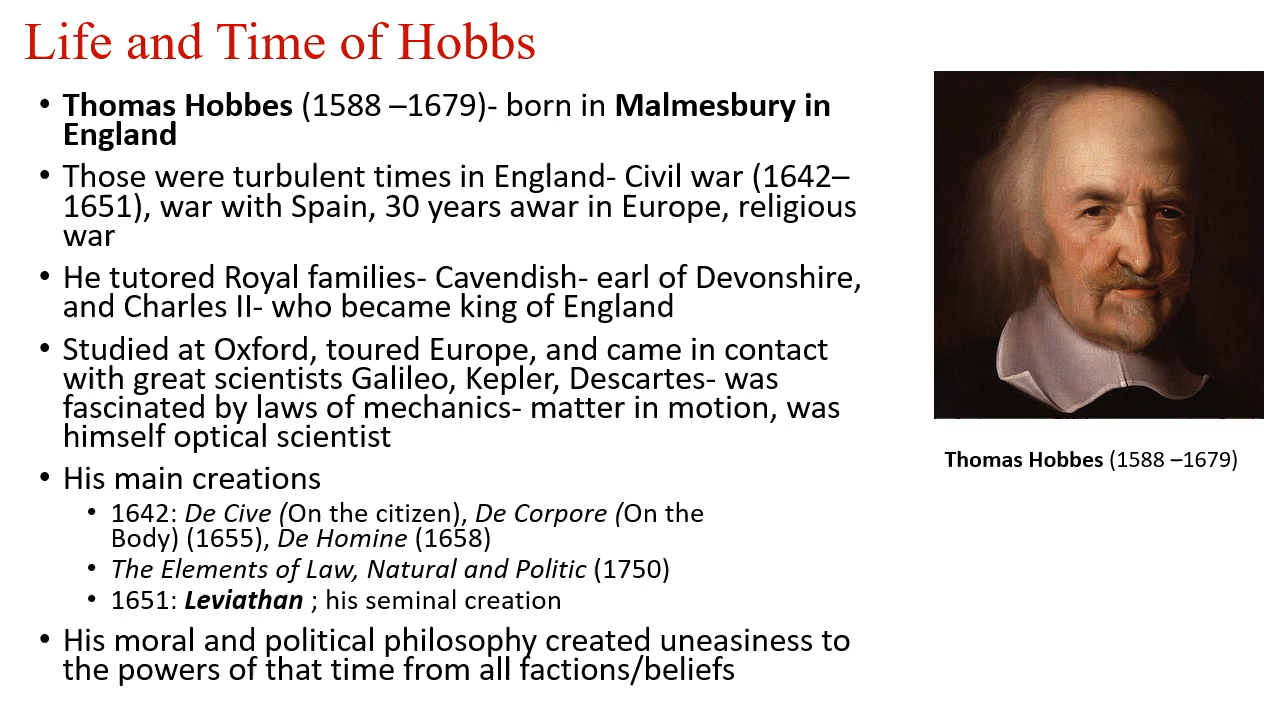 Life and Time of Hobbs
• Thomas Hobbes (1588 –1679)- born in Malmesbury in
England
• Those were turbulent times in England- Civil war (1642–
1651), war with Spain, 30 years awar in Europe, religious
war
• He tutored Royal families- Cavendish- earl of Devonshire,
and Charles II- who became king of England
• Studied at Oxford, toured Europe, and came in contact
with great scientists Galileo, Kepler, Descartes- was
fascinated by laws of mechanics- matter in motion, was
himself optical scientist
• His main creations
• 1642: De Cive (On the citizen), De Corpore (On the
Body) (1655), De Homine (1658)
• The Elements of Law, Natural and Politic (1750)
• 1651: Leviathan ; his seminal creation
• His moral and political philosophy created uneasiness to
the powers of that time from all factions/beliefs
Thomas Hobbes (1588 –1679)